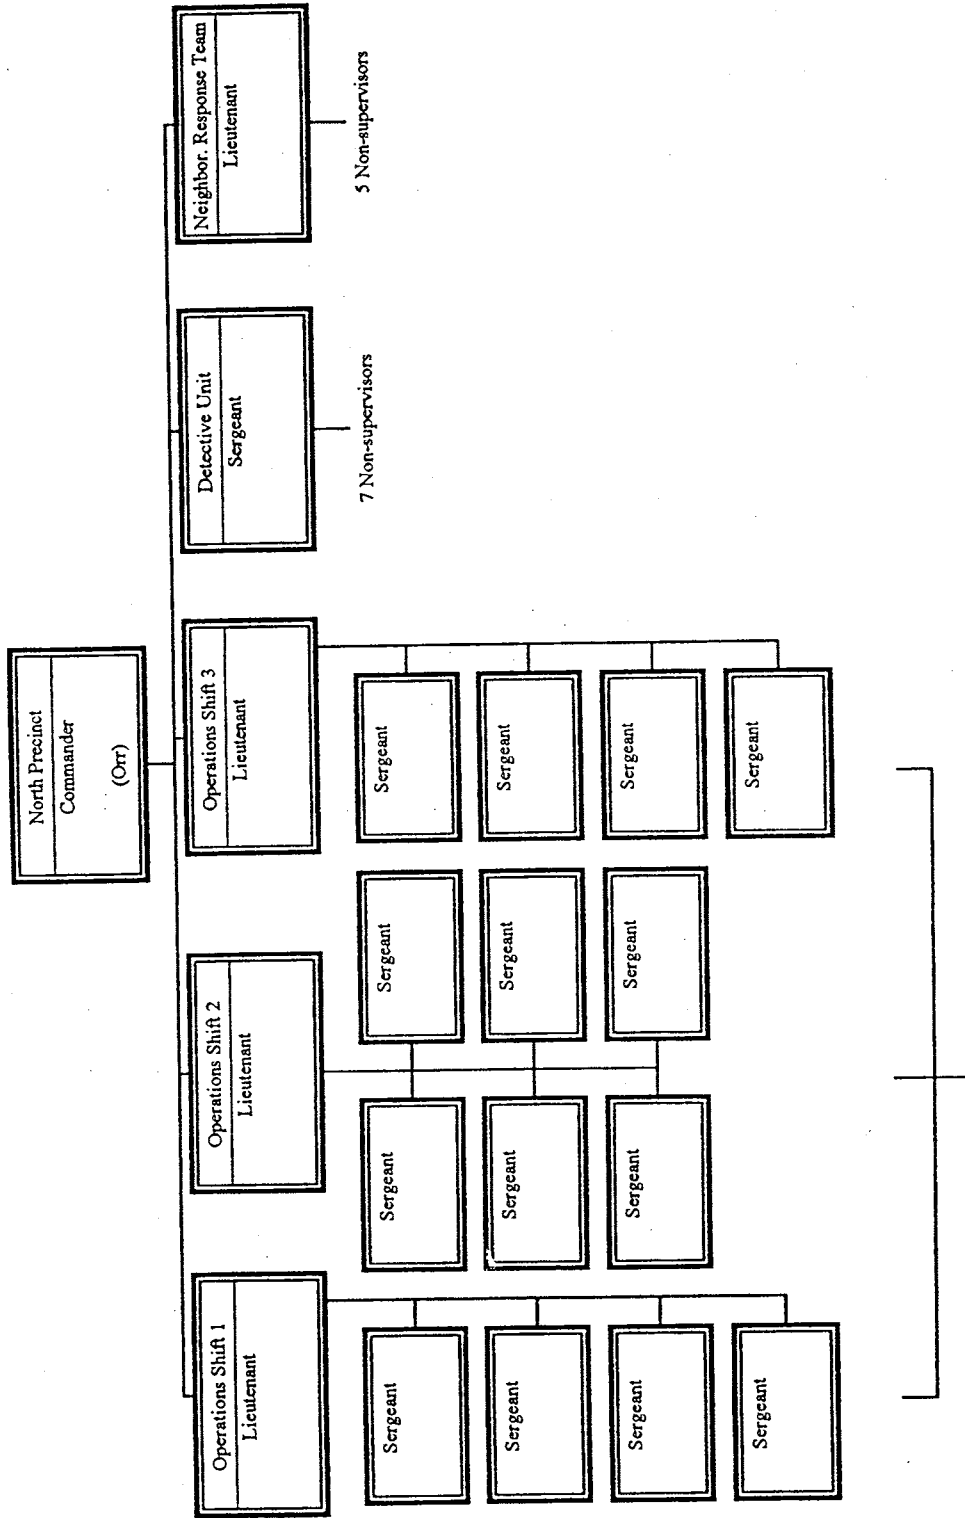 North Precinct
Commander
(Orr)
Operations Shift 1
Lieutenant
Operations Shift 2
Lieutenant
Operations Shift 3
Lieutenant
Detective Unit
Sergeant
Neighbor. Response Team
Lieutenant
Sergeant
Sergeant
Sergeant
Sergeant
Sergeant
Sergeant
Sergeant
Sergeant
Sergeant
Sergeant
Sergeant
Sergeant
Sergeant
Sergeant
7 Non-supervisors
5 Non-supervisors